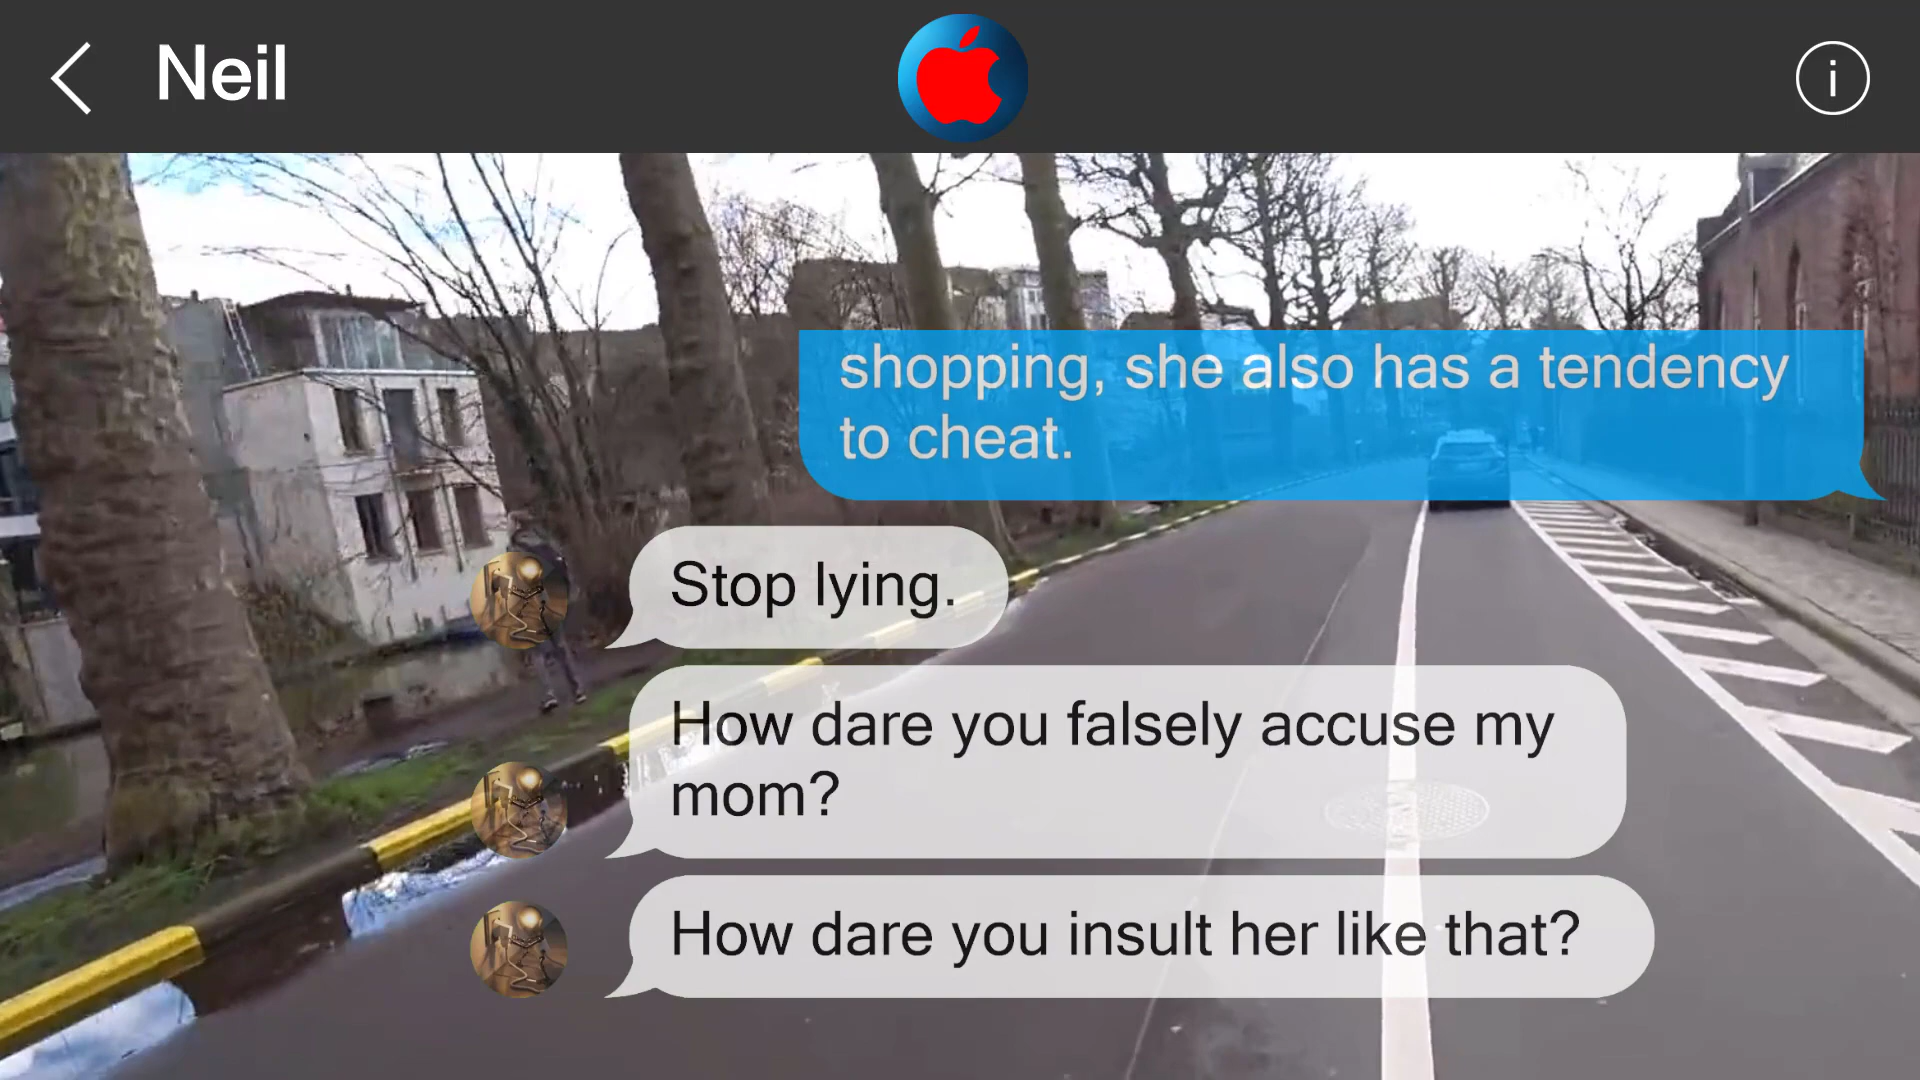 Neil
i
shopping, she also has a tendency
to cheat.
Stop lying.
How dare you falsely accuse my
mom?
How dare you insult her like that?